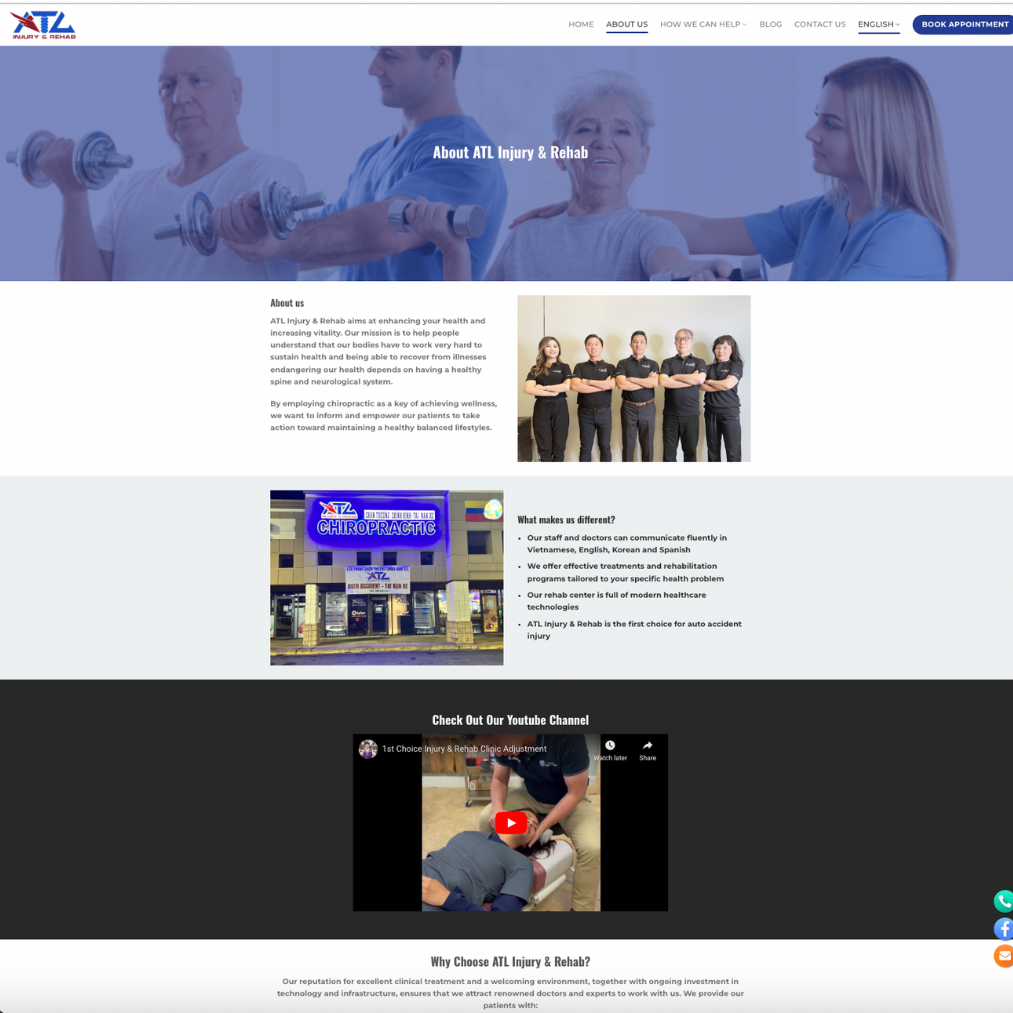 ATL
INJURY & REHAB
HOME ABOUT US HOW WE CAN HELP BLOG CONTACT US ENGLISH BOOK APPOINTMENT
About ATL Injury & Rehab
About us
ATL Injury & Rehab aims at enhancing your health and
increasing vitality. Our mission is to help people
understand that our bodies have to work very hard to
sustain health and being able to recover from illnesses
endangering our health depends on having a healthy
spine and neurological system.
By employing chiropractic as a key of achieving wellness,
we want to inform and empower our patients to take
action toward maintaining a healthy balanced lifestyles.
ATL
INJURY & REHAB
CHIROPRACTIC
ATL
What makes us different?
• Our staff and doctors can communicate fluently in
Vietnamese, English, Korean and Spanish
• We offer effective treatments and rehabilitation
programs tailored to your specific health problem
• Our rehab center is full of modern healthcare
technologies
• ATL Injury & Rehab is the first choice for auto accident
injury
Check Out Our Youtube Channel
1st Choice Injury & Rehab Clinic Adjustment
Watch later Share
Why Choose ATL Injury & Rehab?
Our reputation for excellent clinical treatment and a welcoming environment, together with ongoing investment in
technology and infrastructure, ensures that we attract renowned doctors and experts to work with us. We provide our
patients with: